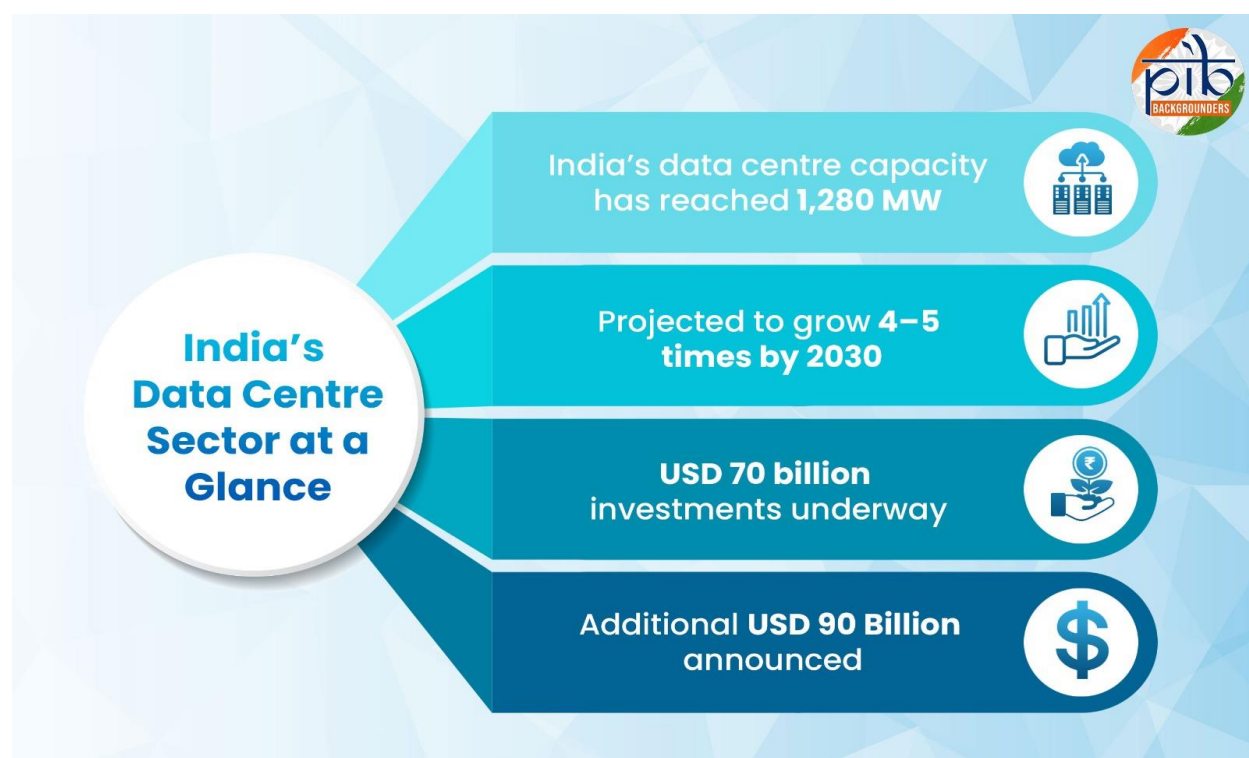 pib
BACKGROUNDERS
India's data centre capacity
has reached 1,280 MW
Projected to grow 4–5
times by 2030
India's
Data Centre
Sector at a
Glance
USD 70 billion
investments underway
Additional USD 90 Billion
announced
₹
$